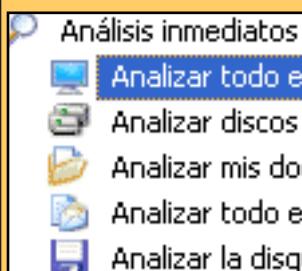 Análisis inmediatos
Analizar todo e
Analizar discos
Analizar mis do
Analizar todo e
Analizar la disq